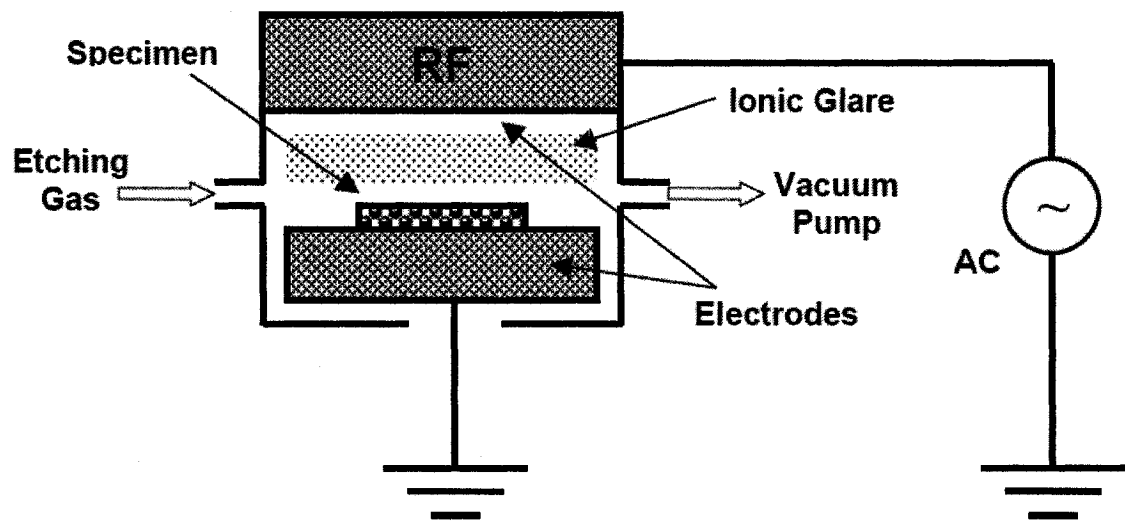 Specimen
RF
Ionic Glare
Etching
Gas
Vacuum
Pump
~
AC
Electrodes